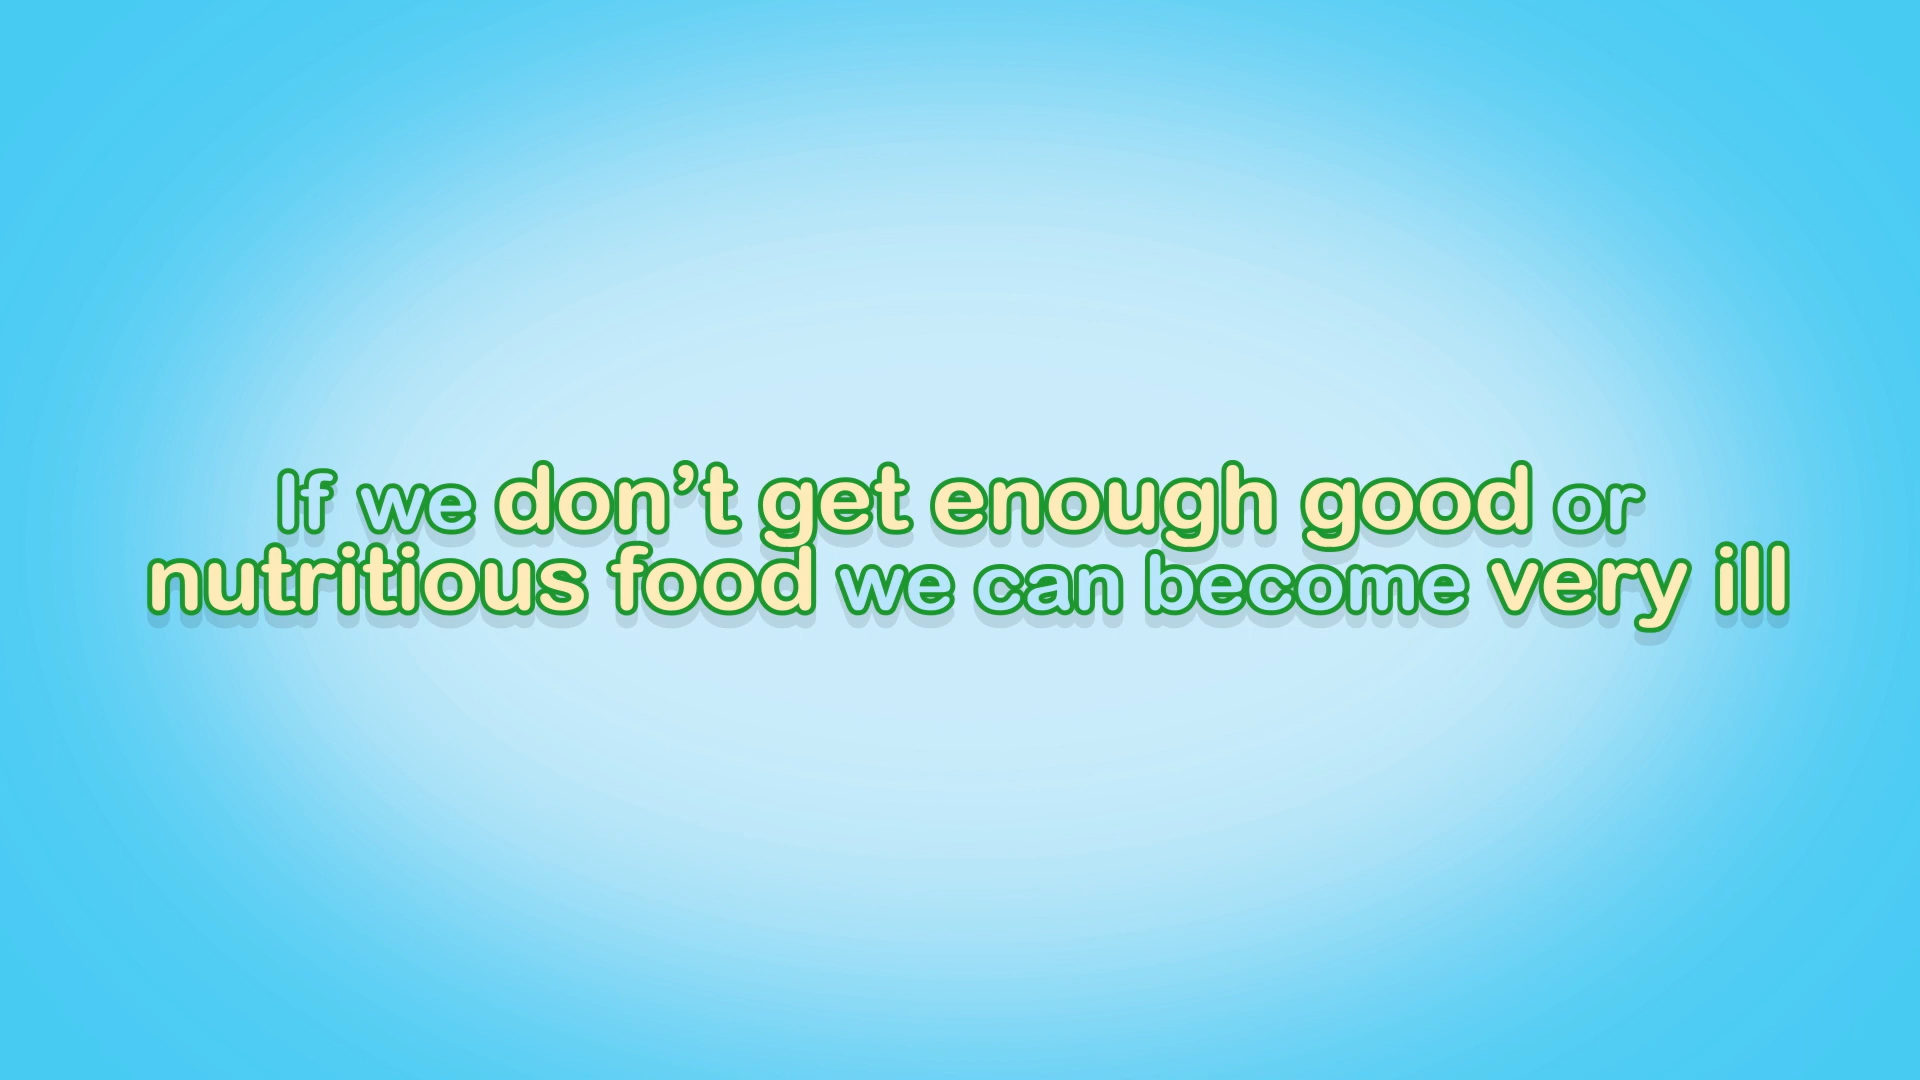 If we don’t get enough good or
nutritious food we can become very ill